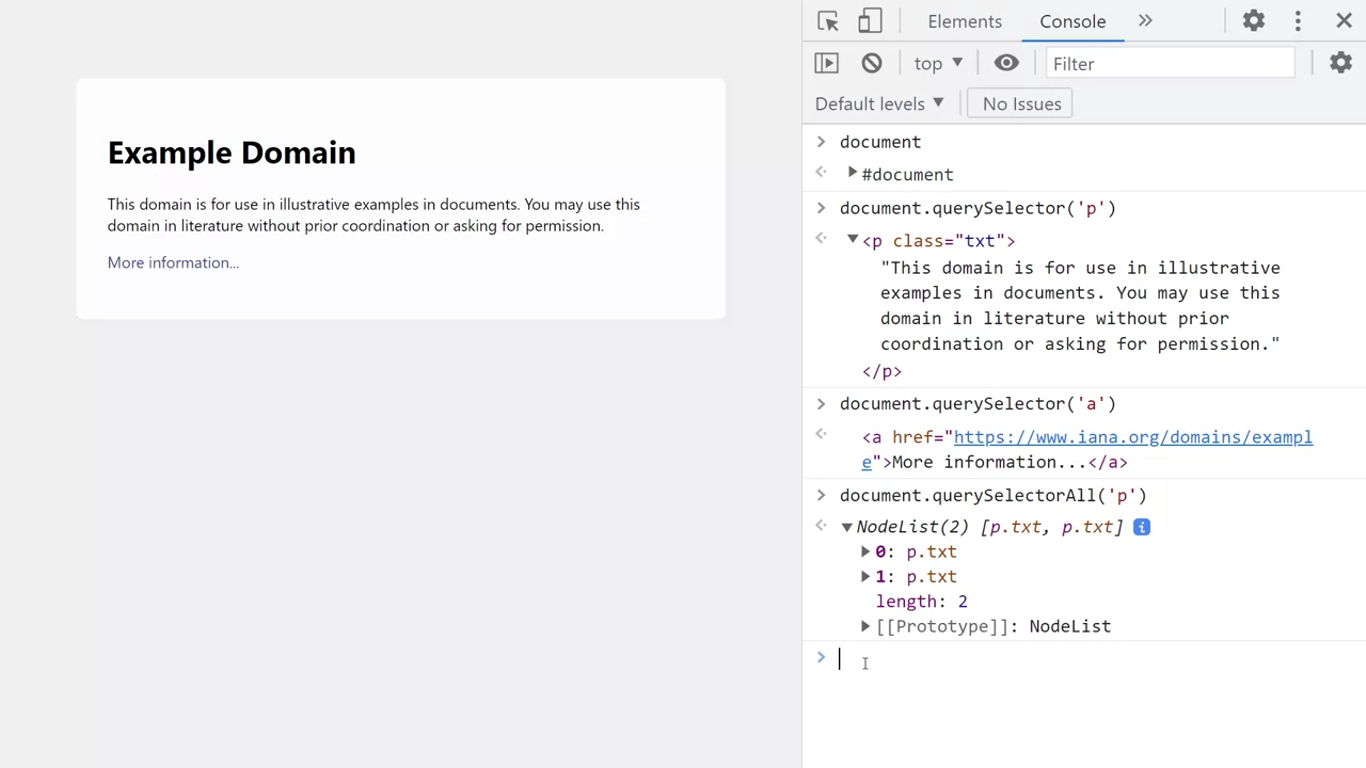 Example Domain
This domain is for use in illustrative examples in documents. You may use this
domain in literature without prior coordination or asking for permission.
More information...
Elements Console
top Filter
Default levels No Issues
document
#document
document.querySelector('p')
<p class="txt">
"This domain is for use in illustrative
examples in documents. You may use this
domain in literature without prior
coordination or asking for permission."
</p>
document.querySelector('a')
<a href="https://www.iana.org/domains/exampl
e">More information...</a>
document.querySelectorAll('p')
NodeList(2) [p.txt, p.txt] i
0: p.txt
1: p.txt
length: 2
[[Prototype]]: NodeList